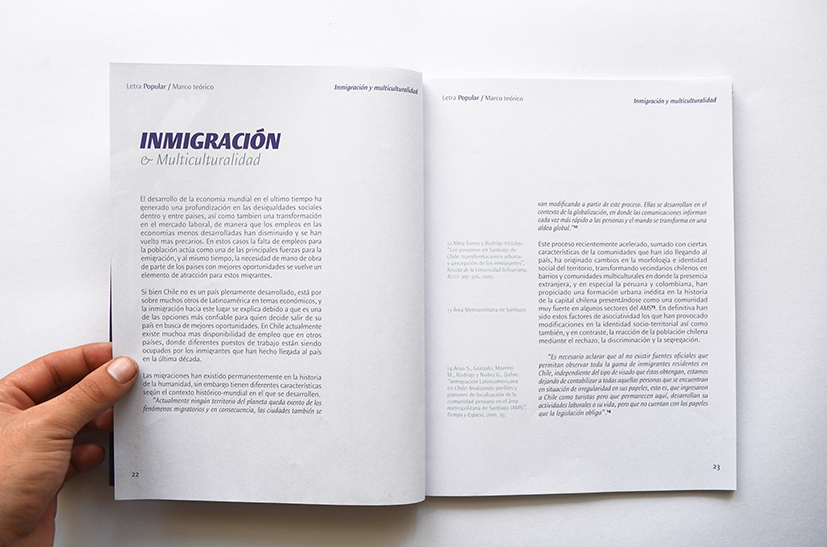 Letra Popular / Marco teórico
Inmigración y multiculturalidad
INMIGRACIÓN
& Multiculturalidad
El desarrollo de la economia mundial en el ultimo tiempo ha
generado una profundización en las desigualdades sociales
dentro y entre paises, así como tambien una transformación
en el mercado laboral, de manera que los empleos en las
economias menos desarrolladas han disminuido y se han
vuelto mas precarios. En estos casos la falta de empleos para
la población actúa como una de las principales fuerzas para la
emigración, y al mismo tiempo, la necesidad de mano de obra
de parte de los paises con mejores oportunidades se vuelve un
elemento de atracción para estos migrantes.
Si bien Chile no es un país plenamente desarrollado, está por
sobre muchos otros de Latinoamérica en temas económicos, y
la inmigración hacia este lugar se explica debido a que es una
de las opciones más confiable para quien decide salir de su
país en busca de mejores oportunidades. En Chile actualmente
existe muchoa mas disponibilidad de empleo que en otros
países, donde diferentes puestos de trabajo están siendo
ocupados por los inmigrantes que han hecho llegada al país
en la última década.
Las migraciones han existido permanentemente en la historia
de la humanidad, sin embargo tienen diferentes características
según el contexto histórico-mundial en el que se desarrollen.
"Actualmente ningún territorio del planeta queda exento de los
fenómenos migratorios y en consecuencia, las ciudades también se
22
Letra Popular / Marco teórico
Inmigración y multiculturalidad
van modificando a partir de este proceso. Ellas se desarrollan en el
contexto de la globalización, en donde las comunicaciones informan
cada vez más rápido a las personas y el mundo se transforma en una
aldea global."¹²
12 Alma Torres y Rodrigo Hidalgo,
"Los peruanos en Santiago de
Chile: transformaciones urbanas
y percepción de los inmigrantes",
Revista de la Universidad Bolivariana,
Este proceso recientemente acelerado, sumado con ciertas
características de la comunidades que han ido llegando al
país, ha originado cambios en la morfología e identidad
social del territorio, transformando vecindarios chilenos en
barrios y comunidades multiculturales en donde la presencia
extranjera, y en especial la peruana y colombiana, han
propiciado una formación urbana inédita en la historia
de la capital chilena presentándose como una comunidad
muy fuerte en algunos sectores del AMS¹³. En definitiva han
sido estos factores de asociatividad los que han provocado
modificaciones en la identidad socio-territorial así como
también, y en contraste, la reacción de la población chilena
mediante el rechazo, la discriminación y la segregación.
13 Area Metropolitana de Santiago
"Es necesario aclarar que al no existir fuentes oficiales que
permitan observar toda la gama de inmigrantes residentes en
Chile, independiente del tipo de visado que éstos obtengan, estamos
dejando de contabilizar a todas aquellas personas que se encuentran
en situación de irregularidad en sus papeles, esto es, que ingresaron
a Chile como turistas pero que permanecen aquí, desarrollan su
actividades laborales o su vida, pero que no cuentan con los papeles
que la legislación obliga".¹⁴
14 Arias S., Gonzalo, Moreno
M., Rodrigo y Nuñez G., Dafne,
"Inmigración Latinoamericana
en Chile: Analizando perfiles y
patrones de localización de la
comunidad peruana en el área
metropolitana de Santiago (AMS)",
Tiempo y Espacio, 2010, 25.
23